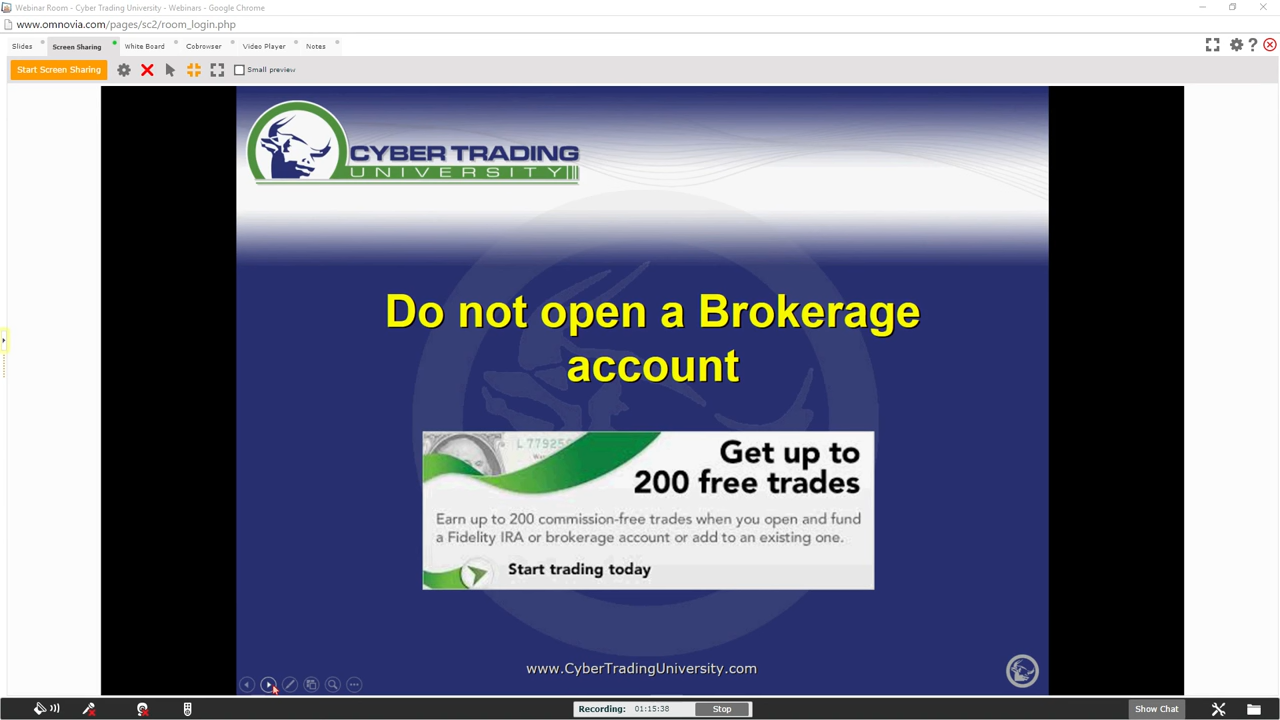 Webinar Room - Cyber Trading University - Webinars - Google Chrome
www.omnovia.com/pages/sc2/room_login.php
Slides Screen Sharing White Board Cobrowser Video Player Notes
Start Screen Sharing Small preview
CYBER TRADING
UNIVERSITY
Do not open a Brokerage
account
L 77925
Get up to
200 free trades
Earn up to 200 commission-free trades when you open and fund
a Fidelity IRA or brokerage account or add to an existing one.
Start trading today
www.CyberTradingUniversity.com
Recording: 01:15:38 Stop Show Chat